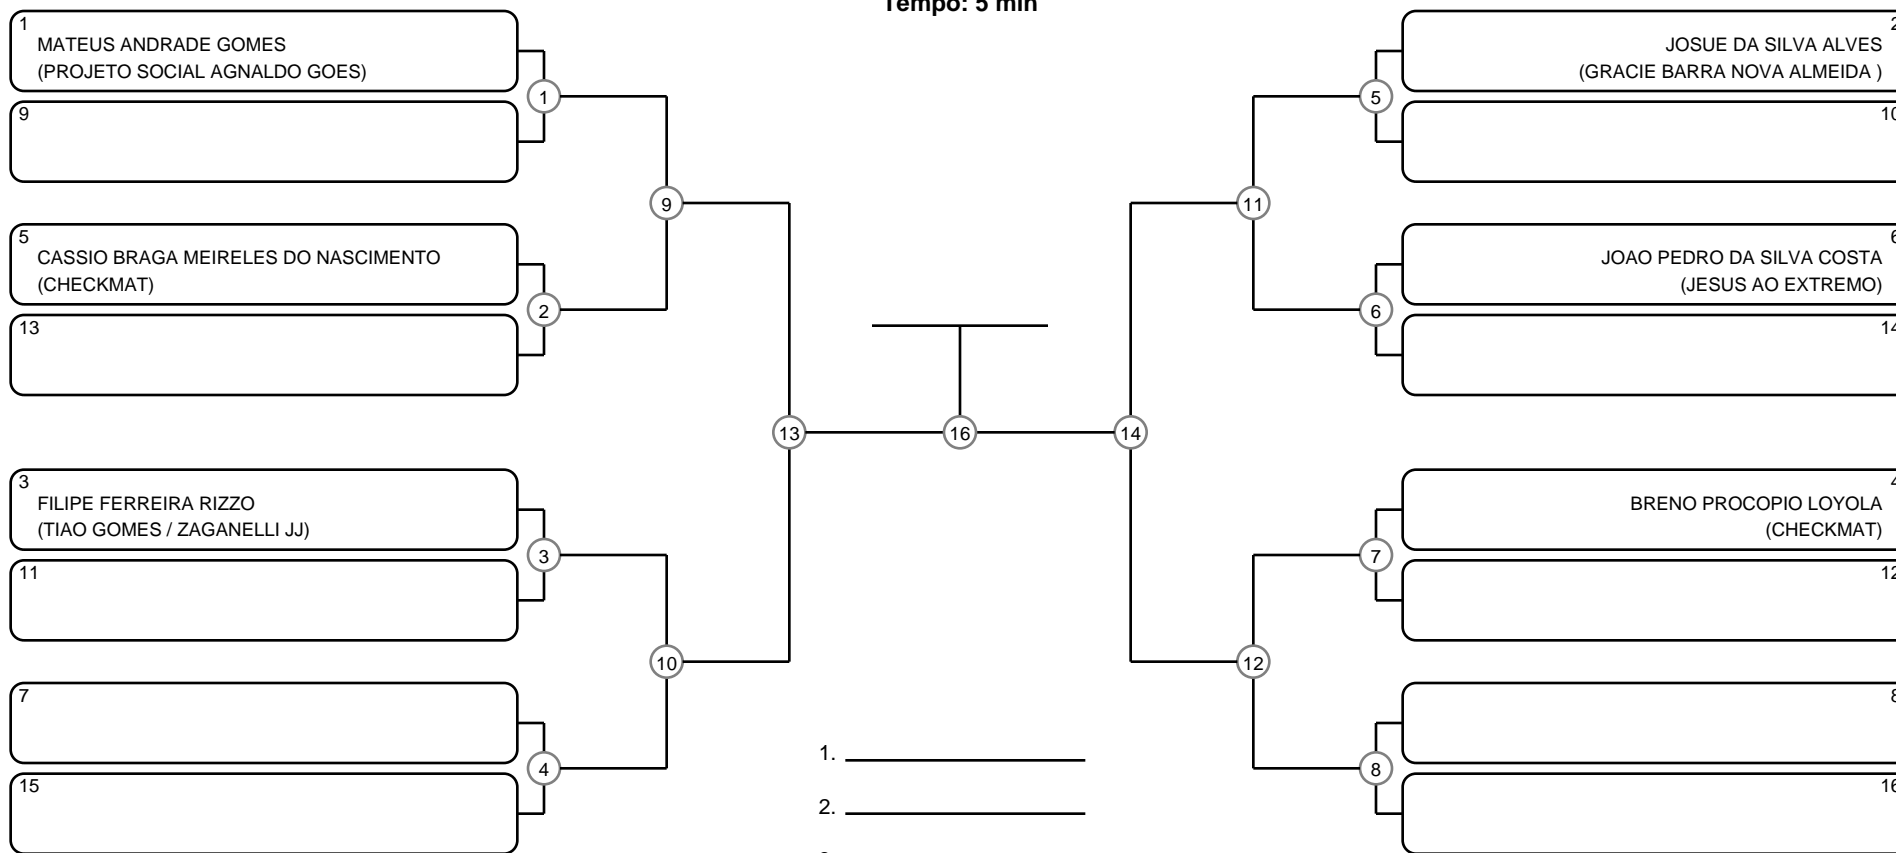 Tempo: 5 min
1
MATEUS ANDRADE GOMES
(PROJETO SOCIAL AGNALDO GOES)
1
9
5
CASSIO BRAGA MEIRELES DO NASCIMENTO
(CHECKMAT)
2
13
9
3
FILIPE FERREIRA RIZZO
(TIAO GOMES / ZAGANELLI JJ)
3
11
7
4
15
10
13
16
14
2
JOSUE DA SILVA ALVES
(GRACIE BARRA NOVA ALMEIDA )
5
10
11
6
JOAO PEDRO DA SILVA COSTA
(JESUS AO EXTREMO)
6
14
4
BRENO PROCOPIO LOYOLA
(CHECKMAT)
7
12
12
8
8
16
1.
2.